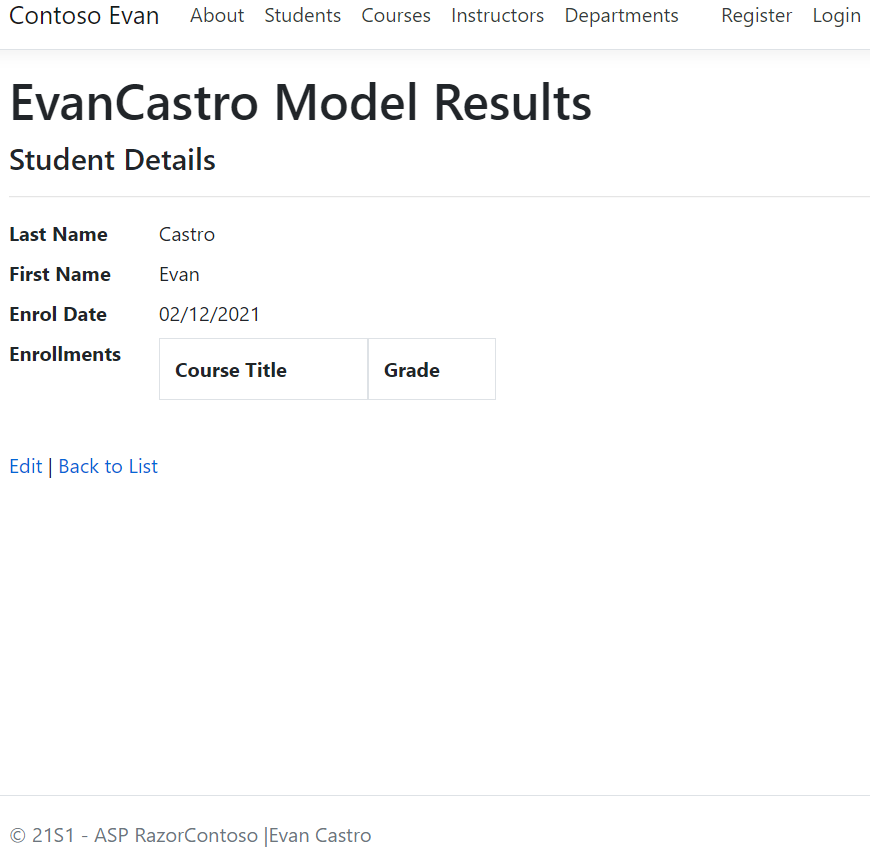 Contoso Evan About Students Courses Instructors Departments Register Login
EvanCastro Model Results
Student Details
Last Name Castro
First Name Evan
Enrol Date 02/12/2021
Enrollments
Course Title Grade
Edit | Back to List
© 21S1 - ASP RazorContoso |Evan Castro